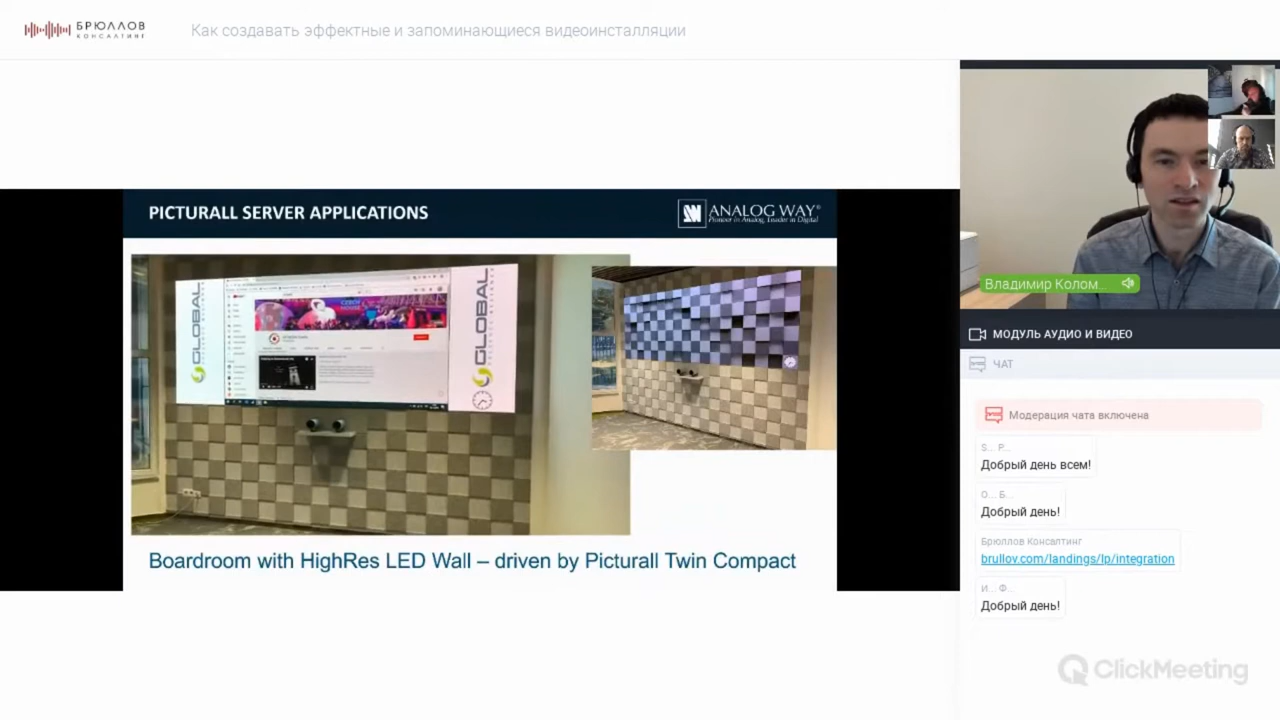 БРЮЛЛОВ
КОНСАЛТИНГ
Как создавать эффектные и запоминающиеся видеоинсталляции
PICTURALL SERVER APPLICATIONS
ANALOG WAY®
Pioneer in Analog, Leader in Digital
GLOBAL
GLOBAL
CZECH
HOUSE
Boardroom with HighRes LED Wall – driven by Picturall Twin Compact
Владимир Колом...
МОДУЛЬ АУДИО И ВИДЕО
ЧАТ
Модерация чата включена
S... P...
Добрый день всем!
О... Б...
Добрый день!
Брюллов Консалтинг
brullov.com/landings/lp/integration
И... Ф...
Добрый день!
ClickMeeting